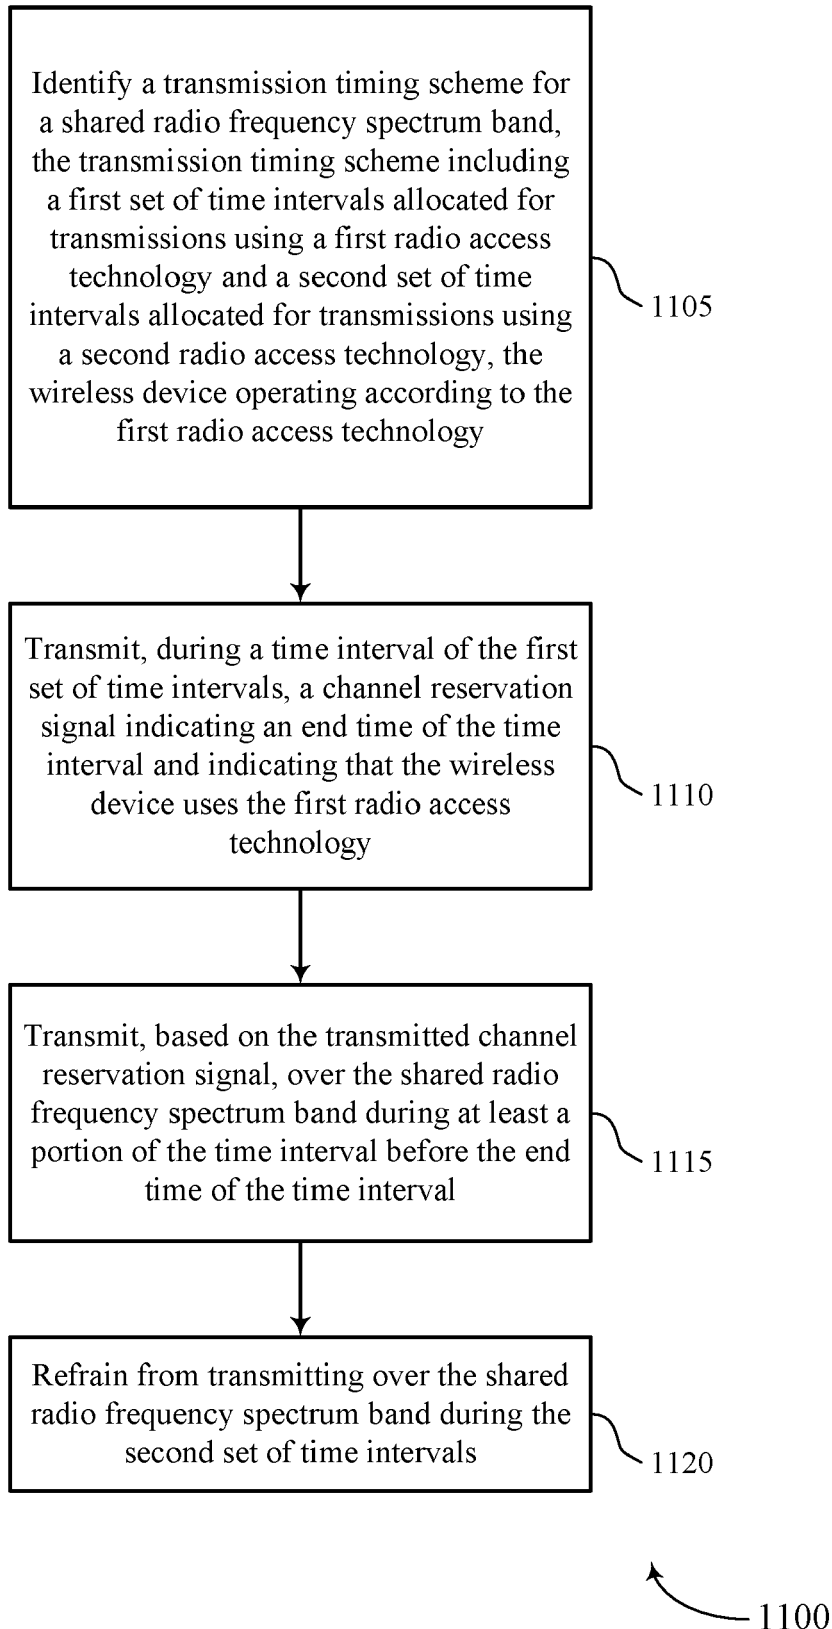 Identify a transmission timing scheme for
a shared radio frequency spectrum band,
the transmission timing scheme including
a first set of time intervals allocated for
transmissions using a first radio access
technology and a second set of time
intervals allocated for transmissions using
a second radio access technology, the
wireless device operating according to the
first radio access technology
1105
Transmit, during a time interval of the first
set of time intervals, a channel reservation
signal indicating an end time of the time
interval and indicating that the wireless
device uses the first radio access
technology
1110
Transmit, based on the transmitted channel
reservation signal, over the shared radio
frequency spectrum band during at least a
portion of the time interval before the end
time of the time interval
1115
Refrain from transmitting over the shared
radio frequency spectrum band during the
second set of time intervals
1120
1100